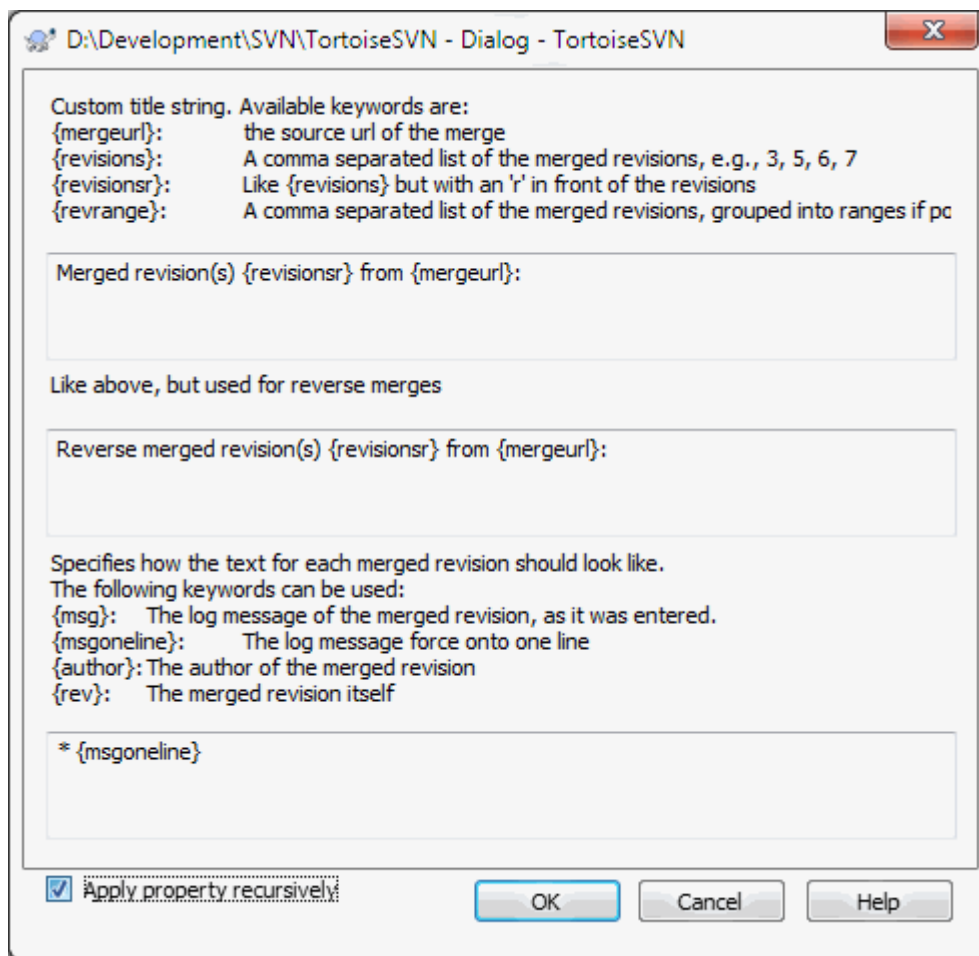 D:\Development\SVN\TortoiseSVN - Dialog - TortoiseSVN
Custom title string. Available keywords are:
{mergeurl}: the source url of the merge
{revisions}: A comma separated list of the merged revisions, e.g., 3, 5, 6, 7
{revisionsr}: Like {revisions} but with an 'r' in front of the revisions
{revrange}: A comma separated list of the merged revisions, grouped into ranges if
Merged revision(s) {revisionsr} from {mergeurl}:
Like above, but used for reverse merges
Reverse merged revision(s) {revisionsr} from {mergeurl}:
Specifies how the text for each merged revision should look like.
The following keywords can be used:
{msg}: The log message of the merged revision, as it was entered.
{msgoneline}: The log message force onto one line
{author}: The author of the merged revision
{rev}: The merged revision itself
* {msgoneline}
Apply property recursively
OK
Cancel
Help